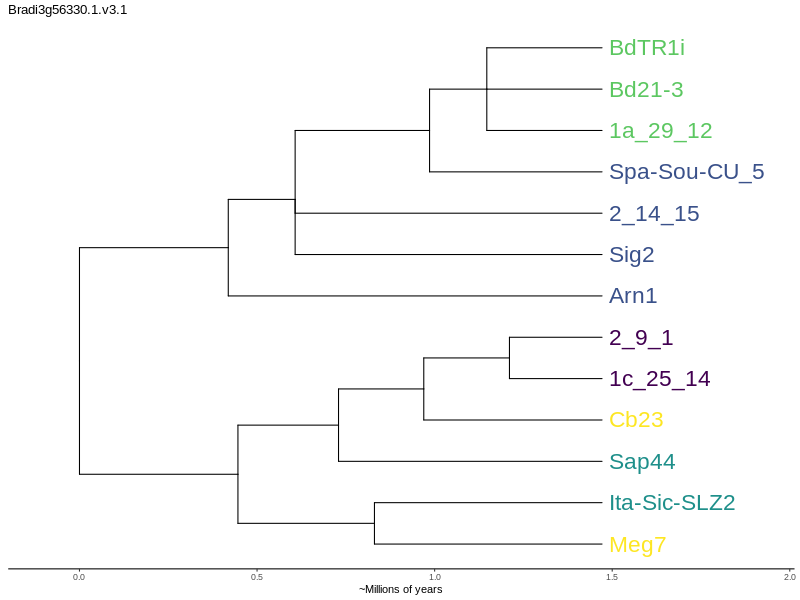 Bradi3g56330.1.v3.1
BdTR1i
Bd21-3
1a_29_12
Spa-Sou-CU_5
2_14_15
Sig2
Arn1
2_9_1
1c_25_14
Cb23
Sap44
Ita-Sic-SLZ2
Meg7
0.0 0.5 1.0 1.5 2.0
~Millions of years